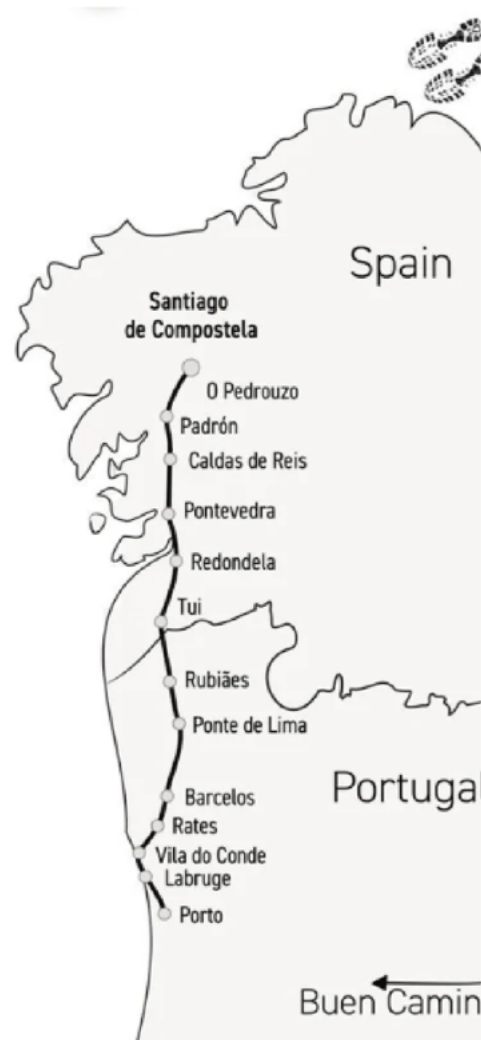 Spain
Santiago
de Compostela
O Pedrouzo
Padrón
Caldas de Reis
Pontevedra
Redondela
Tui
Rubiães
Ponte de Lima
Portugal
Barcelos
Rates
Vila do Conde
Labruge
Porto
Buen Camin